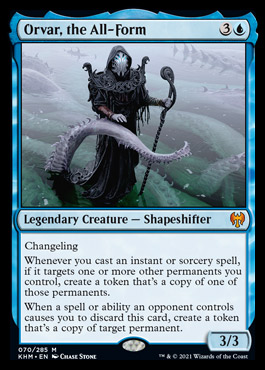 Orvar, the All-Form 3
Legendary Creature — Shapeshifter
Changeling
Whenever you cast an instant or sorcery spell,
if it targets one or more other permanents you
control, create a token that's a copy of one of
those permanents.
When a spell or ability an opponent controls
causes you to discard this card, create a token
that's a copy of target permanent.
3/3
070/285 M
KHM • EN Chase Stone
™ & © 2021 Wizards of the Coast